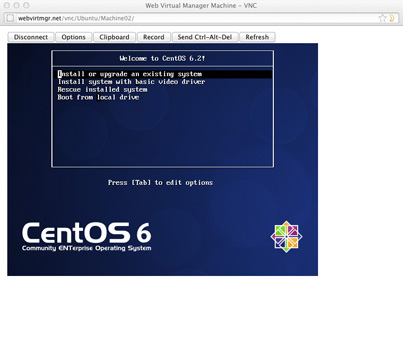 Web Virtual Manager Machine - VNC
webvirtmgr.net/vnc/Ubuntu/Machine02/
Disconnect Options Clipboard Record Send Ctrl-Alt-Del Refresh
Welcome to CentOS 6.2!
Install or upgrade an existing system
Install system with basic video driver
Rescue installed system
Boot from local drive
Press [Tab] to edit options
CentOS 6
Community ENTerprise Operating System